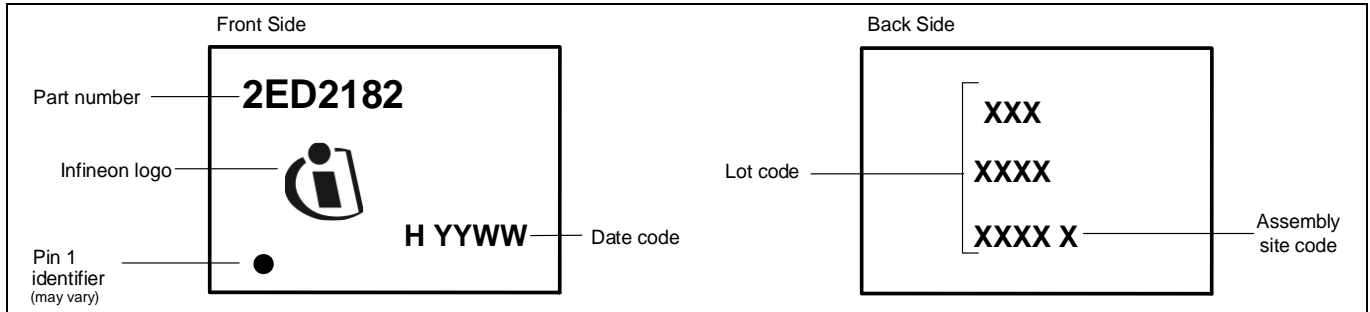 Front Side
Part number
2ED2182
Infineon logo
H YYWW
Date code
Pin 1
identifier
(may vary)
Back Side
XXX
Lot code
XXXX
XXXX X
Assembly
site code